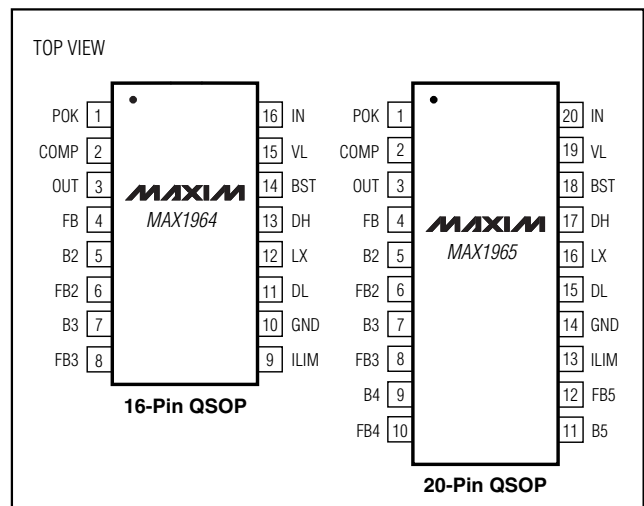 TOP VIEW
POK 1
COMP 2
OUT 3
FB 4
B2 5
FB2 6
B3 7
FB3 8
MAXIM
MAX1964
16 IN
15 VL
14 BST
13 DH
12 LX
11 DL
10 GND
9 ILIM
16-Pin QSOP
POK 1
COMP 2
OUT 3
FB 4
B2 5
FB2 6
B3 7
FB3 8
B4 9
FB4 10
MAXIM
MAX1965
20 IN
19 VL
18 BST
17 DH
16 LX
15 DL
14 GND
13 ILIM
12 FB5
11 B5
20-Pin QSOP